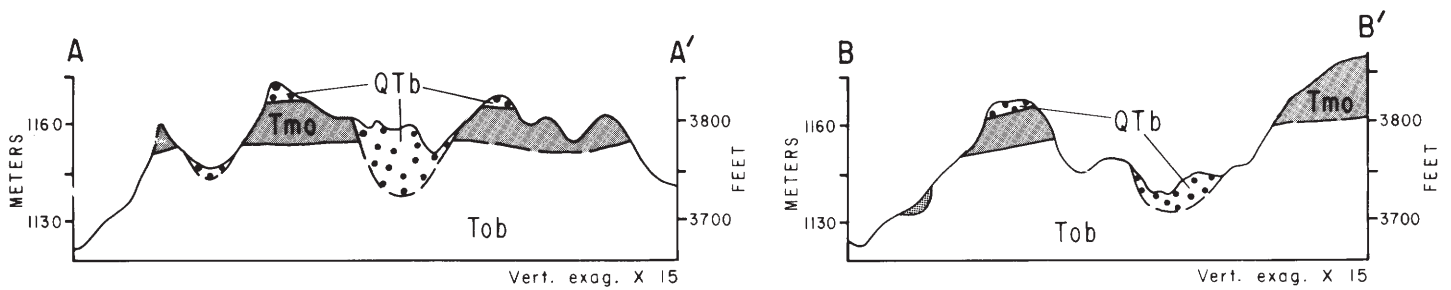 A
A′
QTb
Tmo
1160
1130
METERS
3800
3700
FEET
Tob
Vert. exag. X 15
B
B′
Tmo
QTb
1160
1130
METERS
3800
3700
FEET
Tob
Vert. exag. X 15